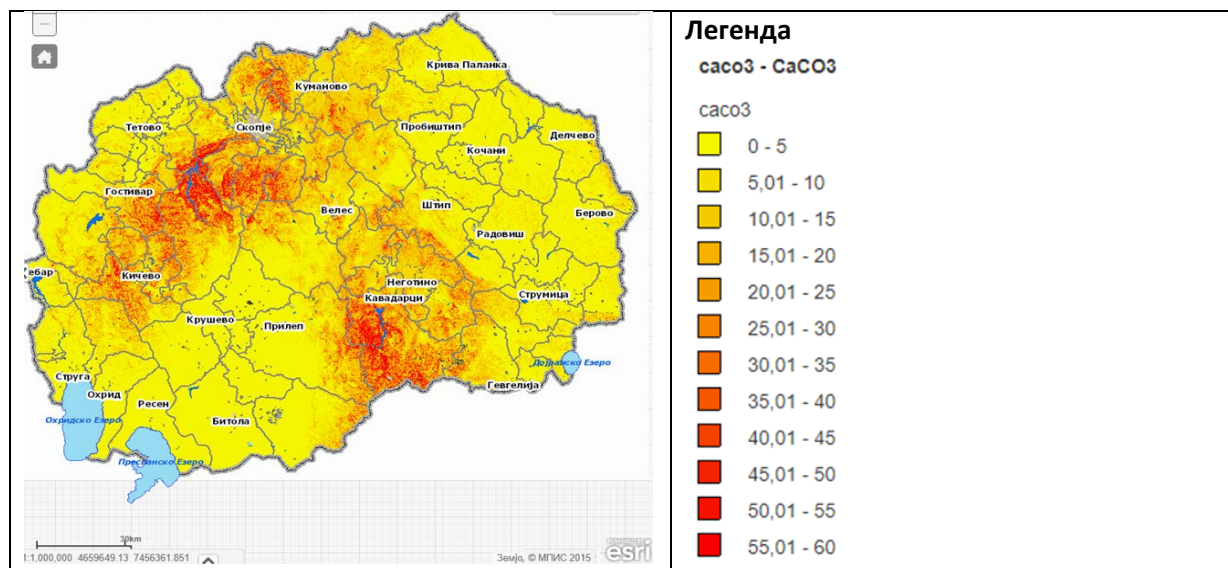 Крива Паланка
Куманово
Тетово
Скопје
Пробиштип
Делчево
Кочани
Гостивар
Велес
Штип
Берово
Радовиш
ебар
Кичево
Неготино
Кавадарци
Струмица
Крушево
Прилеп
Дојранско Езеро
Струга
Гевгелија
Охрид
Ресен
Охридско Езеро
Битола
Преспанско Езеро
30km
1:1,000,000 4659649.13 7456361.851
Земјо, © МПИС 2015
POWERED BY
esri
Легенда
caco3 - CaCO3
caco3
0 - 5
5,01 - 10
10,01 - 15
15,01 - 20
20,01 - 25
25,01 - 30
30,01 - 35
35,01 - 40
40,01 - 45
45,01 - 50
50,01 - 55
55,01 - 60